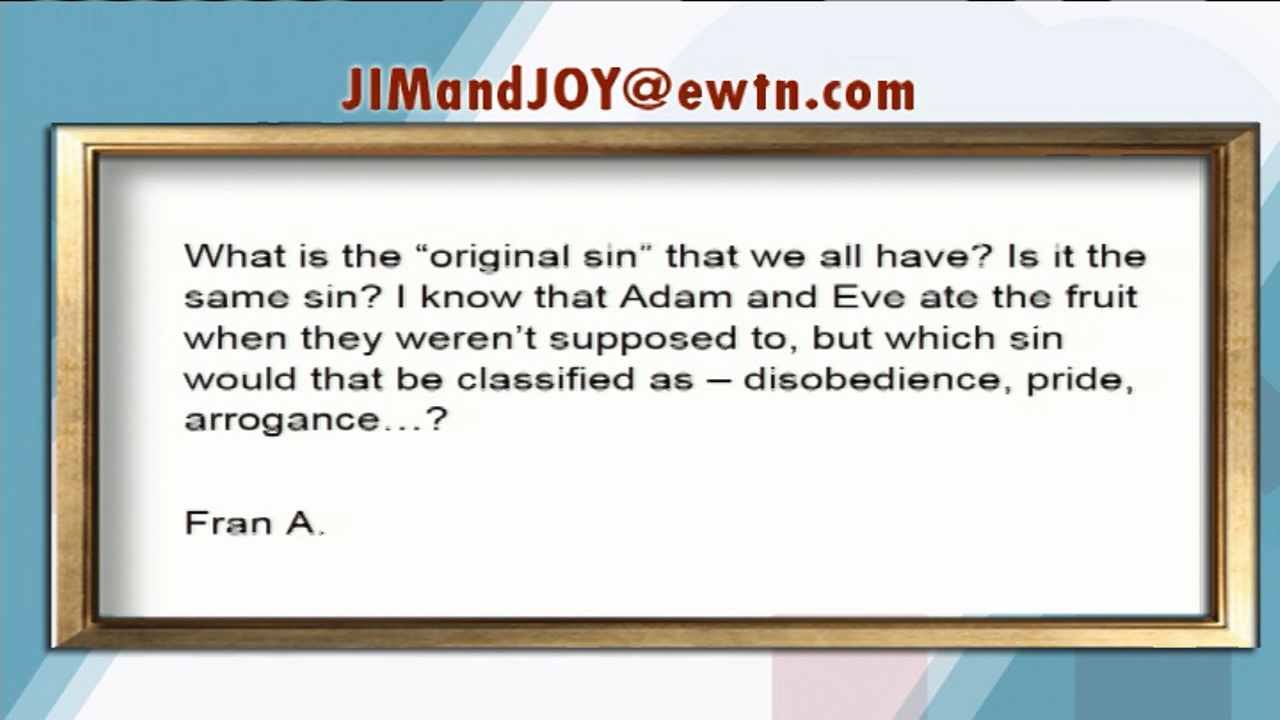 JIMandJOY@ewtn.com
What is the “original sin” that we all have? Is it the
same sin? I know that Adam and Eve ate the fruit
when they weren’t supposed to, but which sin
would that be classified as – disobedience, pride,
arrogance...?
Fran A.